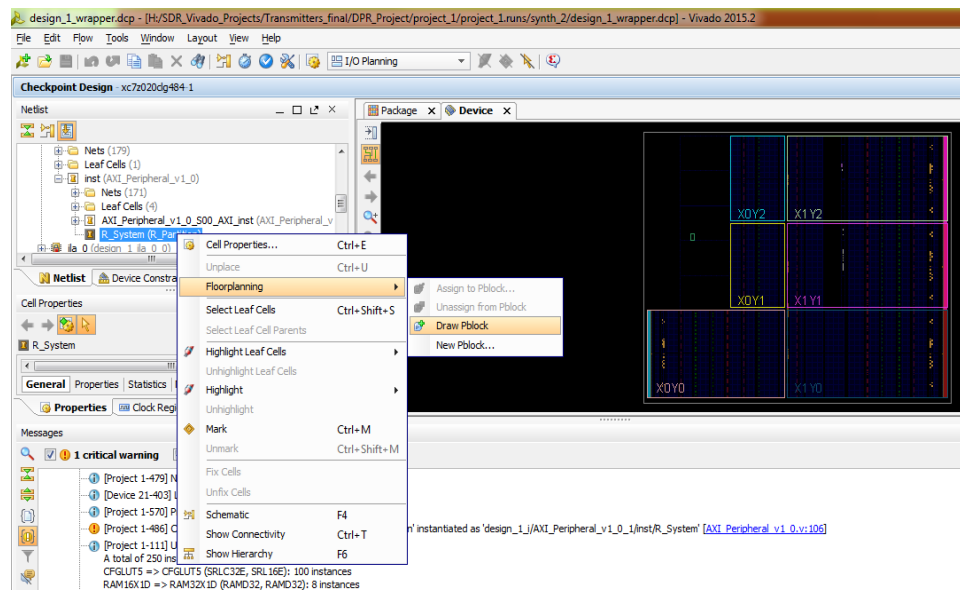 design_1_wrapper.dcp - [H:/SDR_Vivado_Projects/Transmitters_final/DPR_Project/project_1/project_1.runs/synth_2/design_1_wrapper.dcp] - Vivado 2015.2
File Edit Flow Tools Window Layout View Help
I/O Planning
Checkpoint Design - xc7z020clg484-1
Netlist
Nets (179)
Leaf Cells (1)
inst (AXI_Peripheral_v1_0)
Nets (171)
Leaf Cells (4)
AXI_Peripheral_v1_0_S00_AXI_inst (AXI_Peripheral_v
R_System (R_Partition)
ila_0 (design_1_ila_0_0)
Netlist Device Constra
Cell Properties
R_System
General Properties Statistics
Properties Clock Regi
Package Device
X0Y2 X1Y2
X0Y1 X1Y1
X0Y0 X1Y0
Cell Properties... Ctrl+E
Unplace Ctrl+U
Floorplanning
Select Leaf Cells Ctrl+Shift+S
Select Leaf Cell Parents
Highlight Leaf Cells
Unhighlight Leaf Cells
Highlight
Unhighlight
Mark Ctrl+M
Unmark Ctrl+Shift+M
Fix Cells
Unfix Cells
Schematic F4
Show Connectivity Ctrl+T
Show Hierarchy F6
Assign to Pblock...
Unassign from Pblock
Draw Pblock
New Pblock...
Messages
1 critical warning
[Project 1-479] N
[Device 21-403] L
[Project 1-570] P
[Project 1-486] C n' instantiated as 'design_1_i/AXI_Peripheral_v1_0_1/inst/R_System' [AXI_Peripheral_v1_0.v:106]
[Project 1-111] U
A total of 250 ins
CFGLUT5 => CFGLUT5 (SRLC32E, SRL16E): 100 instances
RAM16X1D => RAM32X1D (RAMD32, RAMD32): 8 instances